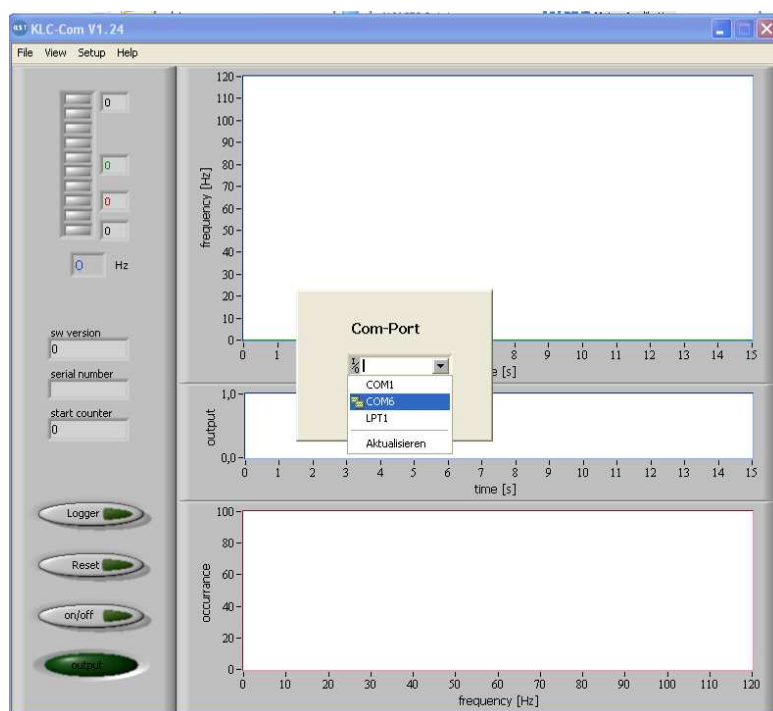 KLC-Com V1.24
File View Setup Help
0
0
0
0
0 Hz
sw version
0
serial number
start counter
0
Logger
Reset
on/off
output
120
110
100
90
80
70
60
50
40
30
20
10
0
frequency [Hz]
0 1 8 9 10 11 12 13 14 15
[s]
Com-Port
COM1
COM6
LPT1
Aktualisieren
1,0
0,0
output
0 1 2 3 4 5 6 7 8 9 10 11 12 13 14 15
time [s]
100
80
60
40
20
0
occurrance
0 10 20 30 40 50 60 70 80 90 100 110 120
frequency [Hz]